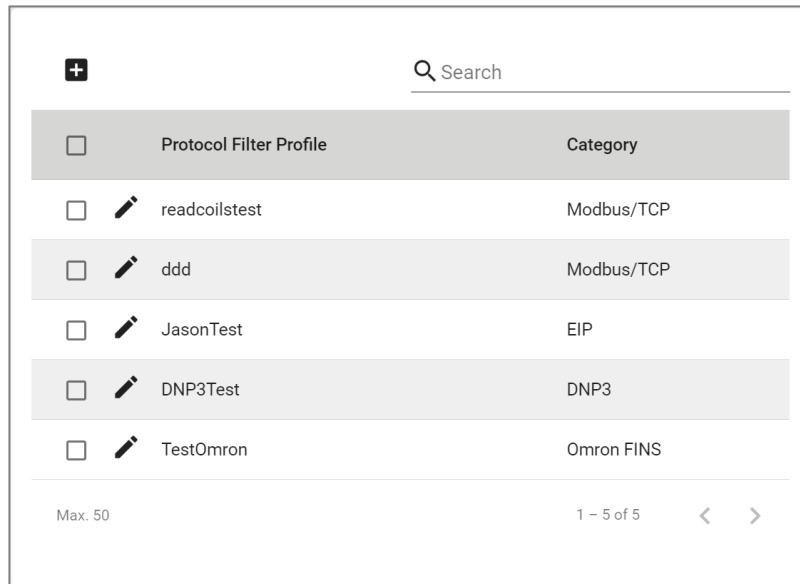 Search
Protocol Filter Profile Category
readcoilstest Modbus/TCP
ddd Modbus/TCP
JasonTest EIP
DNP3Test DNP3
TestOmron Omron FINS
Max. 50 1 – 5 of 5